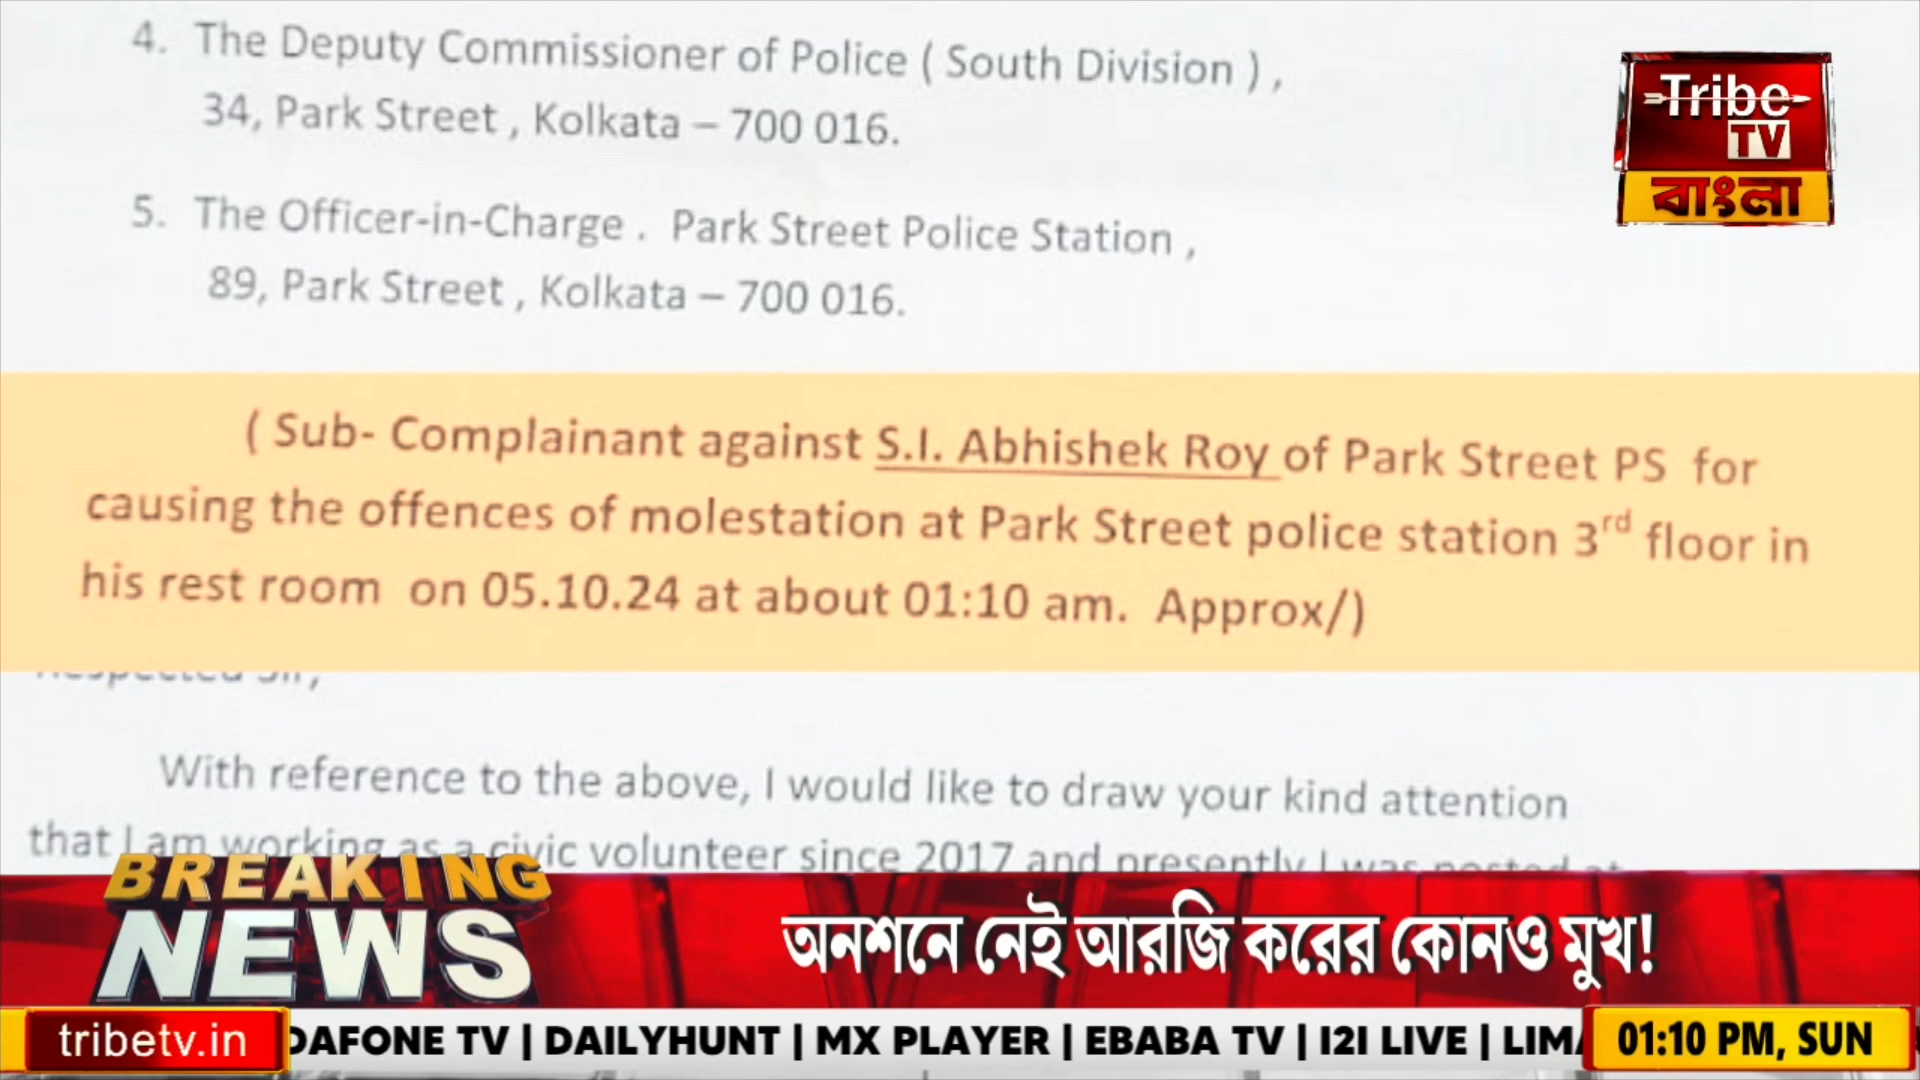 4. The Deputy Commissioner of Police ( South Division ) ,
34, Park Street , Kolkata – 700 016.
5. The Officer-in-Charge . Park Street Police Station ,
89, Park Street , Kolkata – 700 016.
Tribe
TV
বাংলা
( Sub- Complainant against S.I. Abhishek Roy of Park Street PS for
causing the offences of molestation at Park Street police station 3rd floor in
his rest room on 05.10.24 at about 01:10 am. Approx/)
With reference to the above, I would like to draw your kind attention
that I am working as a civic volunteer since 2017 and presently I was posted at
BREAKING
NEWS
অনশনে নেই আরজি করের কোনও মুখ!
tribetv.in
DAFONE TV | DAILYHUNT | MX PLAYER | EBABA TV | I2I LIVE | LIMA
01:10 PM, SUN